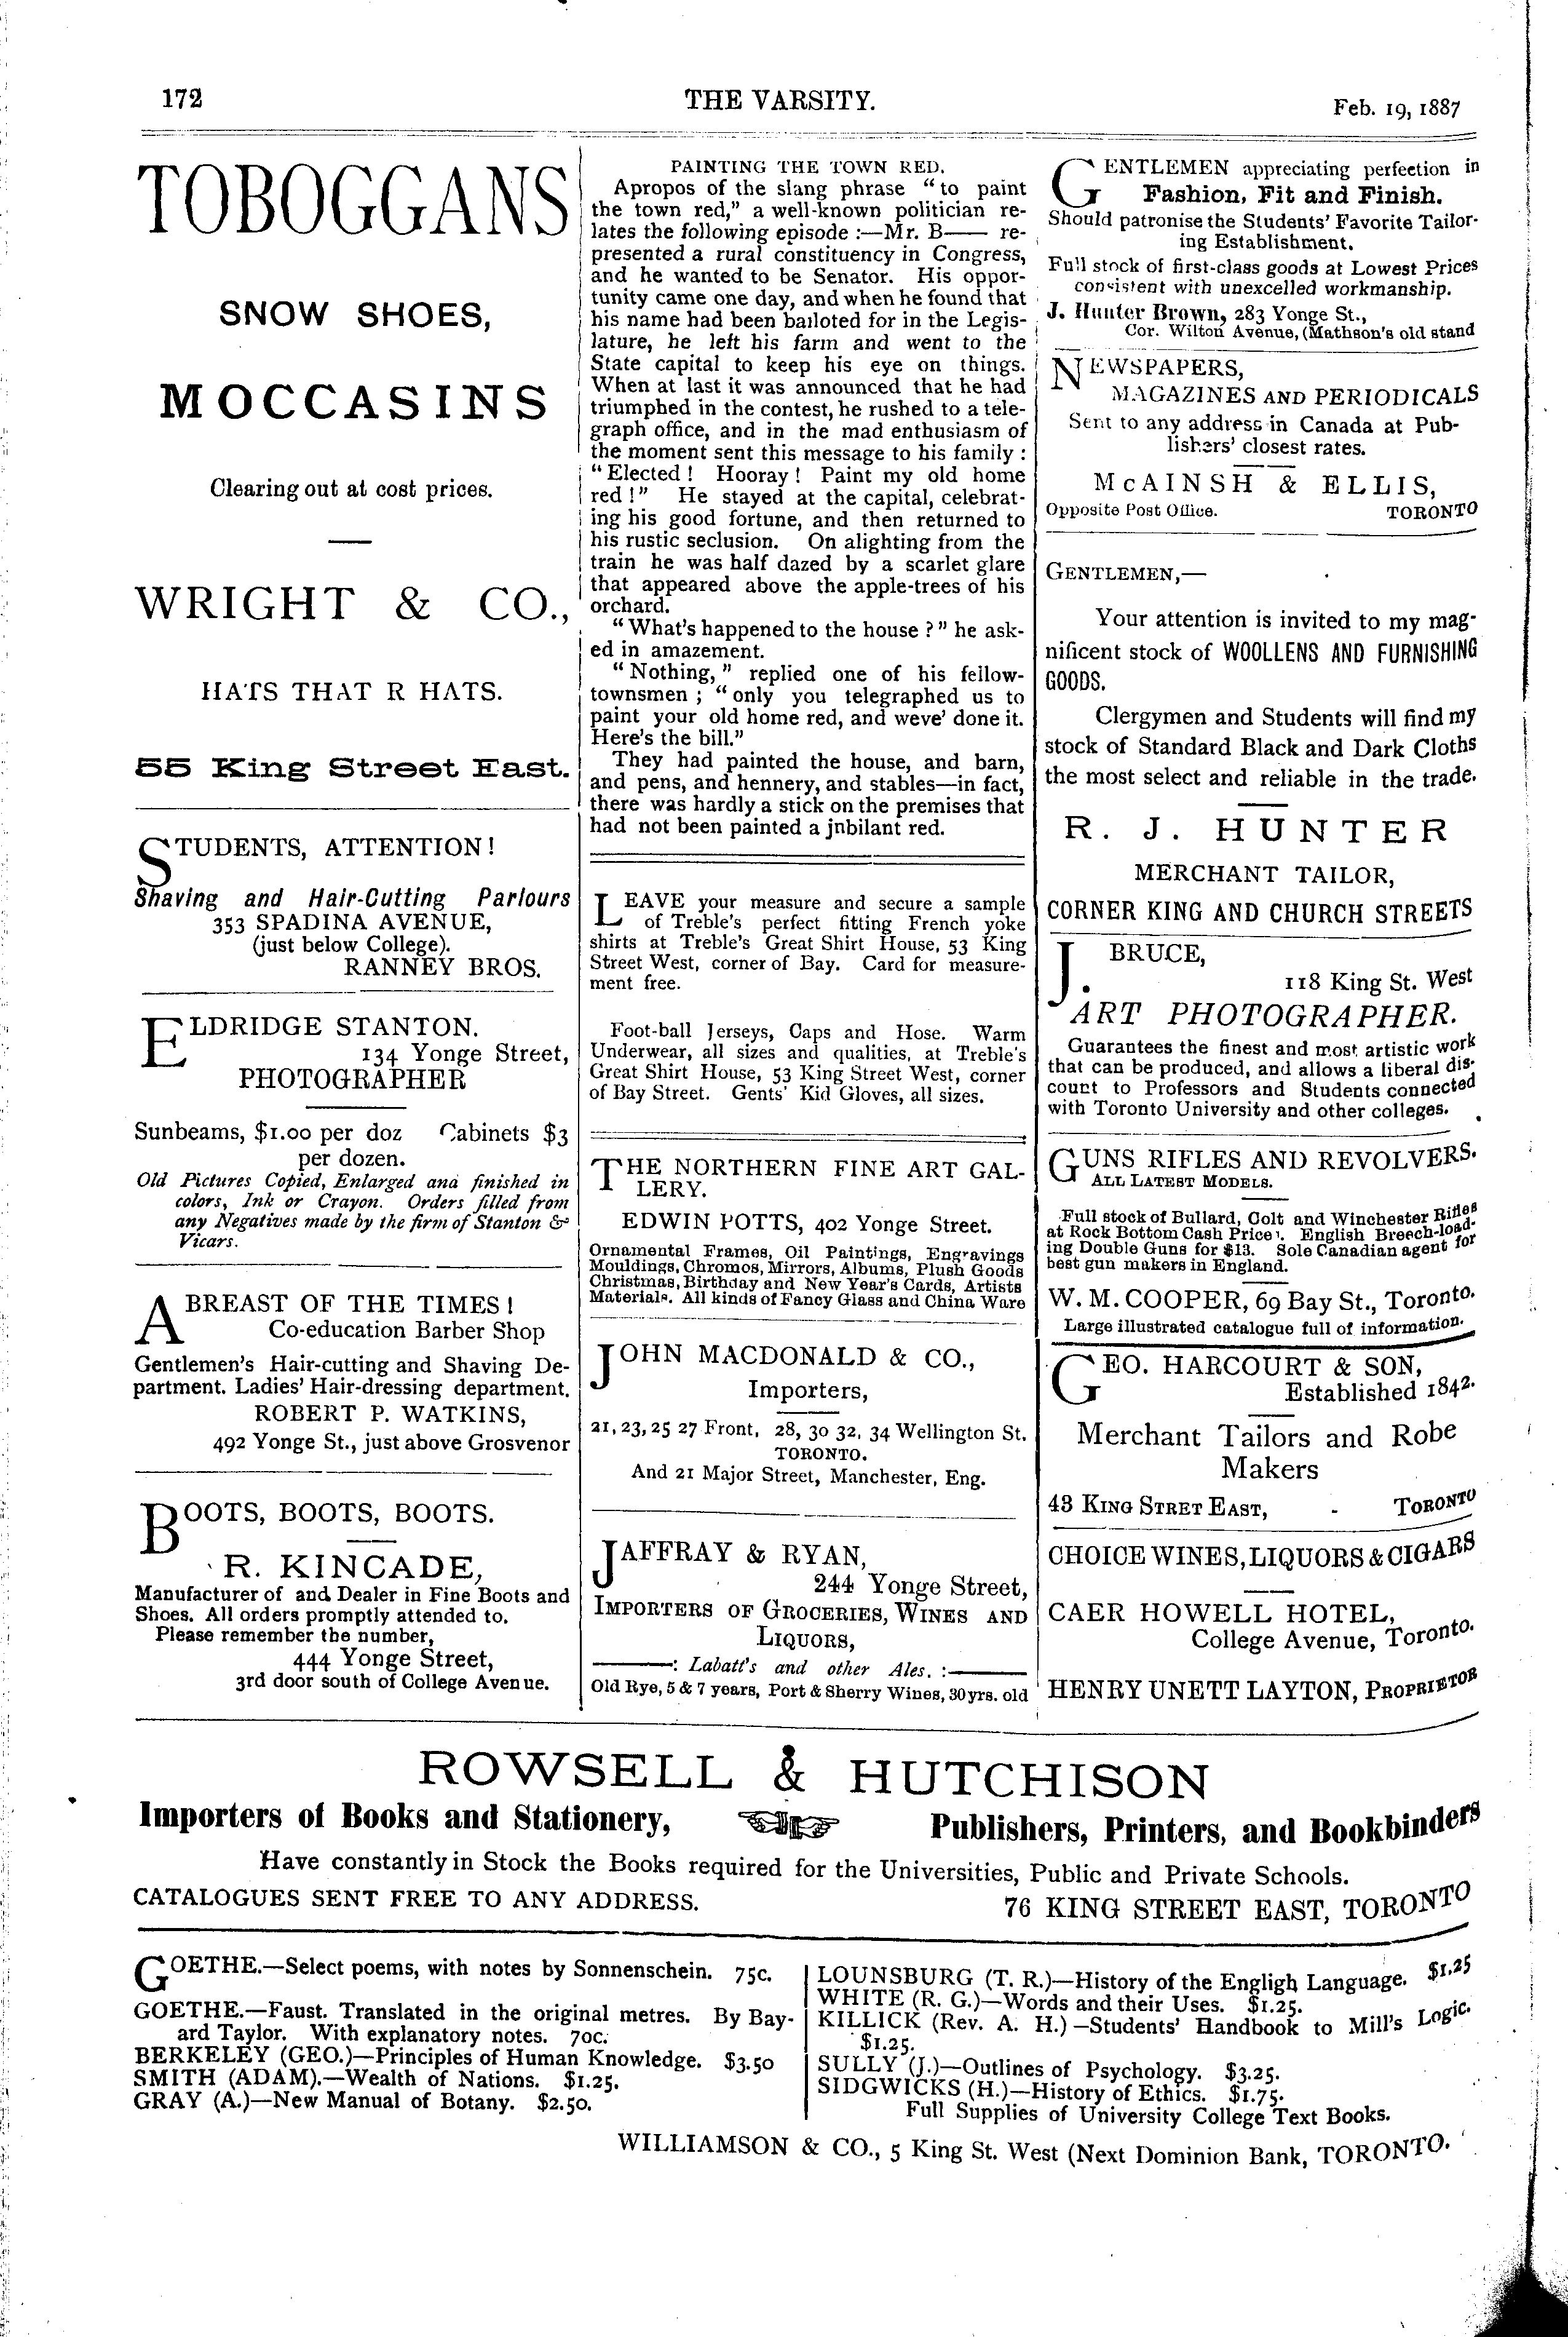 172
THE VARSITY.
Feb. 19, 1887
TOBOGGANS
SNOW SHOES,
MOCCASINS
Clearing out at cost prices.
WRIGHT & CO.,
HATS THAT R HATS.
55 King Street East.
STUDENTS, ATTENTION!
Shaving and Hair-Cutting Parlours
353 SPADINA AVENUE,
(just below College).
RANNEY BROS.
ELDRIDGE STANTON.
134 Yonge Street,
PHOTOGRAPHER
Sunbeams, $1.00 per doz Cabinets $3
per dozen.
Old Pictures Copied, Enlarged and finished in
colors, Ink or Crayon. Orders filled from
any Negatives made by the firm of Stanton &
Vicars.
A BREAST OF THE TIMES!
Co-education Barber Shop
Gentlemen's Hair-cutting and Shaving De-
partment. Ladies' Hair-dressing department.
ROBERT P. WATKINS,
492 Yonge St., just above Grosvenor
BOOTS, BOOTS, BOOTS.
R. KINCADE,
Manufacturer of and Dealer in Fine Boots and
Shoes. All orders promptly attended to.
Please remember the number,
444 Yonge Street,
3rd door south of College Avenue.
PAINTING THE TOWN RED.
Apropos of the slang phrase "to paint
the town red," a well-known politician re-
lates the following episode :—Mr. B—— re-
presented a rural constituency in Congress,
and he wanted to be Senator. His oppor-
tunity came one day, and when he found that
his name had been balloted for in the Legis-
lature, he left his farm and went to the
State capital to keep his eye on things.
When at last it was announced that he had
triumphed in the contest, he rushed to a tele-
graph office, and in the mad enthusiasm of
the moment sent this message to his family :
"Elected! Hooray! Paint my old home
red!" He stayed at the capital, celebrat-
ing his good fortune, and then returned to
his rustic seclusion. On alighting from the
train he was half dazed by a scarlet glare
that appeared above the apple-trees of his
orchard.
"What's happened to the house?" he ask-
ed in amazement.
"Nothing," replied one of his fellow-
townsmen ; "only you telegraphed us to
paint your old home red, and weve' done it.
Here's the bill."
They had painted the house, and barn,
and pens, and hennery, and stables—in fact,
there was hardly a stick on the premises that
had not been painted a jnbilant red.
LEAVE your measure and secure a sample
of Treble's perfect fitting French yoke
shirts at Treble's Great Shirt House, 53 King
Street West, corner of Bay. Card for measure-
ment free.
Foot-ball Jerseys, Caps and Hose. Warm
Underwear, all sizes and qualities, at Treble's
Great Shirt House, 53 King Street West, corner
of Bay Street. Gents' Kid Gloves, all sizes.
THE NORTHERN FINE ART GAL-
LERY.
EDWIN POTTS, 402 Yonge Street.
Ornamental Frames, Oil Paintings, Engravings
Mouldings, Chromos, Mirrors, Albums, Plush Goods
Christmas, Birthday and New Year's Cards, Artists
Materials. All kinds of Fancy Glass and China Ware
JOHN MACDONALD & CO.,
Importers,
21, 23, 25 27 Front, 28, 30 32, 34 Wellington St.
TORONTO.
And 21 Major Street, Manchester, Eng.
JAFFRAY & RYAN,
244 Yonge Street,
IMPORTERS OF GROCERIES, WINES AND
LIQUORS,
———: Labatt's and other Ales. :———
Old Rye, 5 & 7 years, Port & Sherry Wines, 30 yrs. old
GENTLEMEN appreciating perfection in
Fashion, Fit and Finish.
Should patronise the Students' Favorite Tailor-
ing Establishment.
Full stock of first-class goods at Lowest Prices
consistent with unexcelled workmanship.
J. Hunter Brown, 283 Yonge St.,
Cor. Wilton Avenue, (Mathson's old stand
NEWSPAPERS,
MAGAZINES AND PERIODICALS
Sent to any address in Canada at Pub-
lishers' closest rates.
McAINSH & ELLIS,
Opposite Post Office. TORONTO
GENTLEMEN,—
Your attention is invited to my mag-
nificent stock of WOOLLENS AND FURNISHING
GOODS.
Clergymen and Students will find my
stock of Standard Black and Dark Cloths
the most select and reliable in the trade.
R. J. HUNTER
MERCHANT TAILOR,
CORNER KING AND CHURCH STREETS
J. BRUCE,
118 King St. West
ART PHOTOGRAPHER.
Guarantees the finest and most artistic work
that can be produced, and allows a liberal dis-
count to Professors and Students connected
with Toronto University and other colleges.
GUNS RIFLES AND REVOLVERS.
ALL LATEST MODELS.
Full stock of Bullard, Colt and Winchester Rifles
at Rock Bottom Cash Prices. English Breech-load-
ing Double Guns for $13. Sole Canadian agent for
best gun makers in England.
W. M. COOPER, 69 Bay St., Toronto.
Large illustrated catalogue full of information.
GEO. HARCOURT & SON,
Established 1842.
Merchant Tailors and Robe
Makers
43 KING STRET EAST, - TORONTO
CHOICE WINES, LIQUORS & CIGARS
CAER HOWELL HOTEL,
College Avenue, Toronto.
HENRY UNETT LAYTON, PROPRIETOR
ROWSELL & HUTCHISON
Importers of Books and Stationery, Publishers, Printers, and Bookbinders
Have constantly in Stock the Books required for the Universities, Public and Private Schools.
CATALOGUES SENT FREE TO ANY ADDRESS. 76 KING STREET EAST, TORONTO
GOETHE.—Select poems, with notes by Sonnenschein. 75c.
GOETHE.—Faust. Translated in the original metres. By Bay-
ard Taylor. With explanatory notes. 70c.
BERKELEY (GEO.)—Principles of Human Knowledge. $3.50
SMITH (ADAM).—Wealth of Nations. $1.25.
GRAY (A.)—New Manual of Botany. $2.50.
LOUNSBURG (T. R.)—History of the Engligh Language. $1.25
WHITE (R. G.)—Words and their Uses. $1.25.
KILLICK (Rev. A. H.)—Students' Handbook to Mill's Logic.
$1.25.
SULLY (J.)—Outlines of Psychology. $3.25.
SIDGWICKS (H.)—History of Ethics. $1.75.
Full Supplies of University College Text Books.
WILLIAMSON & CO., 5 King St. West (Next Dominion Bank, TORONTO.